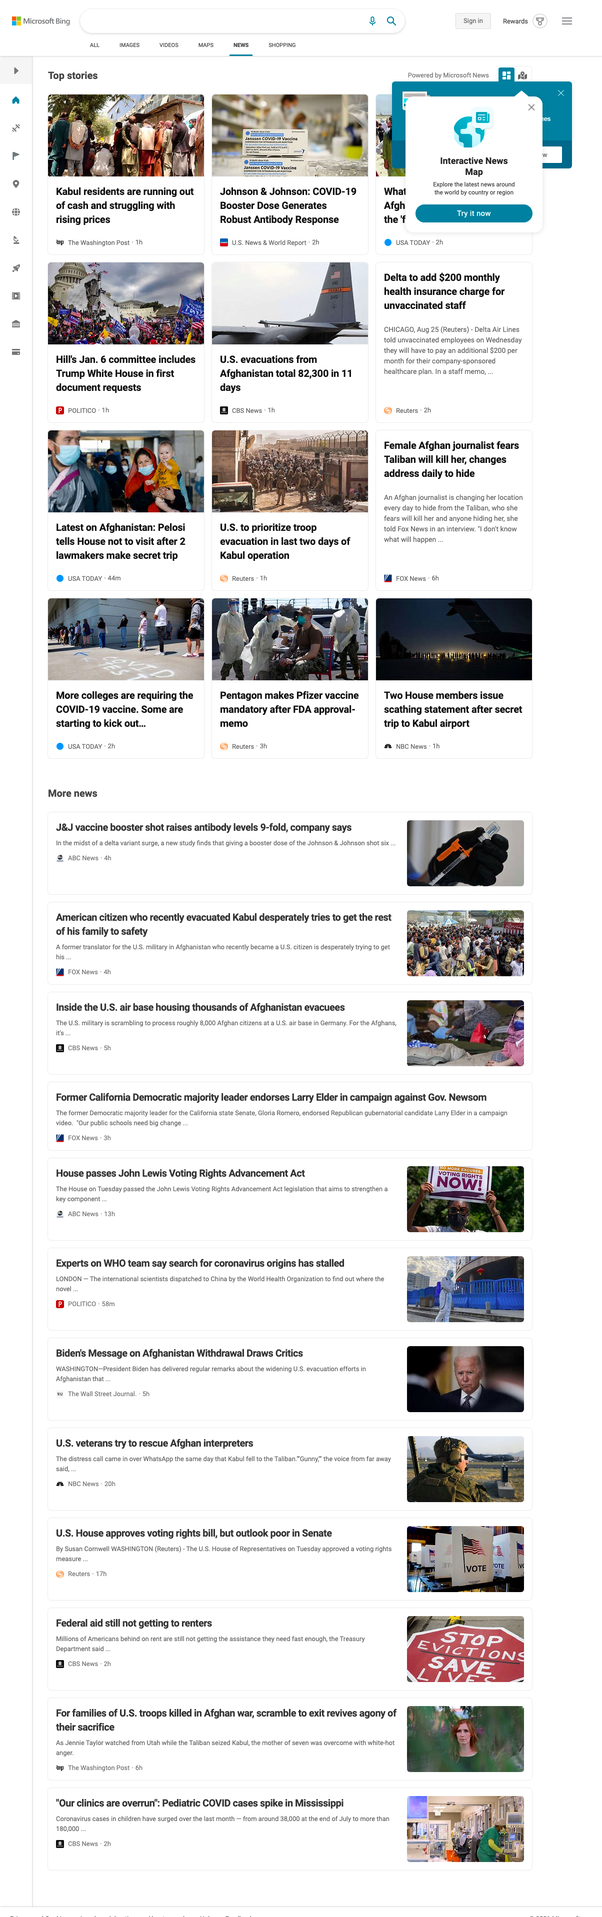 Microsoft Bing
Sign in
Rewards
ALL IMAGES VIDEOS MAPS NEWS SHOPPING
Top stories
Powered by Microsoft News
Interactive News
Map
Explore the latest news around
the world by country or region
Try it now
Kabul residents are running out
of cash and struggling with
rising prices
The Washington Post · 1h
Johnson & Johnson: COVID-19
Booster Dose Generates
Robust Antibody Response
U.S. News & World Report · 2h
What
Afgh
the 'f
USA TODAY · 2h
Hill's Jan. 6 committee includes
Trump White House in first
document requests
POLITICO · 1h
U.S. evacuations from
Afghanistan total 82,300 in 11
days
CBS News · 1h
Delta to add $200 monthly
health insurance charge for
unvaccinated staff
CHICAGO, Aug 25 (Reuters) - Delta Air Lines
told unvaccinated employees on Wednesday
they will have to pay an additional $200 per
month for their company-sponsored
healthcare plan. In a staff memo, ...
Reuters · 2h
Latest on Afghanistan: Pelosi
tells House not to visit after 2
lawmakers make secret trip
USA TODAY · 44m
U.S. to prioritize troop
evacuation in last two days of
Kabul operation
Reuters · 1h
Female Afghan journalist fears
Taliban will kill her, changes
address daily to hide
An Afghan journalist is changing her location
every day to hide from the Taliban, who she
fears will kill her and anyone hiding her, she
told Fox News in an interview. "I don't know
what will happen ...
FOX News · 6h
More colleges are requiring the
COVID-19 vaccine. Some are
starting to kick out...
USA TODAY · 2h
Pentagon makes Pfizer vaccine
mandatory after FDA approval-
memo
Reuters · 3h
Two House members issue
scathing statement after secret
trip to Kabul airport
NBC News · 1h
More news
J&J vaccine booster shot raises antibody levels 9-fold, company says
In the midst of a delta variant surge, a new study finds that giving a booster dose of the Johnson & Johnson shot six ...
ABC News · 4h
American citizen who recently evacuated Kabul desperately tries to get the rest
of his family to safety
A former translator for the U.S. military in Afghanistan who recently became a U.S. citizen is desperately trying to get
his ...
FOX News · 4h
Inside the U.S. air base housing thousands of Afghanistan evacuees
The U.S. military is scrambling to process roughly 8,000 Afghan citizens at a U.S. air base in Germany. For the Afghans,
it's ...
CBS News · 5h
Former California Democratic majority leader endorses Larry Elder in campaign against Gov. Newsom
The former Democratic majority leader for the California state Senate, Gloria Romero, endorsed Republican gubernatorial candidate Larry Elder in a campaign
video. "Our public schools need big change ...
FOX News · 3h
House passes John Lewis Voting Rights Advancement Act
The House on Tuesday passed the John Lewis Voting Rights Advancement Act legislation that aims to strengthen a
key component ...
ABC News · 13h
VOTING RIGHTS
NOW!
Experts on WHO team say search for coronavirus origins has stalled
LONDON — The international scientists dispatched to China by the World Health Organization to find out where the
novel ...
POLITICO · 58m
Biden's Message on Afghanistan Withdrawal Draws Critics
WASHINGTON—President Biden has delivered regular remarks about the widening U.S. evacuation efforts in
Afghanistan that ...
The Wall Street Journal. · 5h
U.S. veterans try to rescue Afghan interpreters
The distress call came in over WhatsApp the same day that Kabul fell to the Taliban."Gunny," the voice from far away
said, ...
NBC News · 20h
U.S. House approves voting rights bill, but outlook poor in Senate
By Susan Cornwell WASHINGTON (Reuters) - The U.S. House of Representatives on Tuesday approved a voting rights
measure ...
Reuters · 17h
VOTE
Federal aid still not getting to renters
Millions of Americans behind on rent are still not getting the assistance they need fast enough, the Treasury
Department said ...
CBS News · 2h
STOP
EVICTIONS
SAVE
LIVES
For families of U.S. troops killed in Afghan war, scramble to exit revives agony of
their sacrifice
As Jennie Taylor watched from Utah while the Taliban seized Kabul, the mother of seven was overcome with white-hot
anger.
The Washington Post · 6h
"Our clinics are overrun": Pediatric COVID cases spike in Mississippi
Coronavirus cases in children have surged over the last month — from around 38,000 at the end of July to more than
180,000 ...
CBS News · 2h